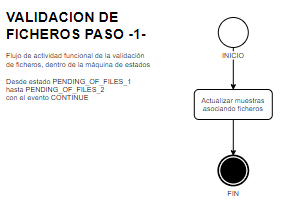 VALIDACION DE
FICHEROS PASO -1-
Flujo de actividad funcional de la validación
de ficheros, dentro de la máquina de estados
Desde estado PENDING_OF_FILES_1
hasta PENDING_OF_FILES_2
con el evento CONTINUE
INICIO
Actualizar muestras
asociando ficheros
FIN